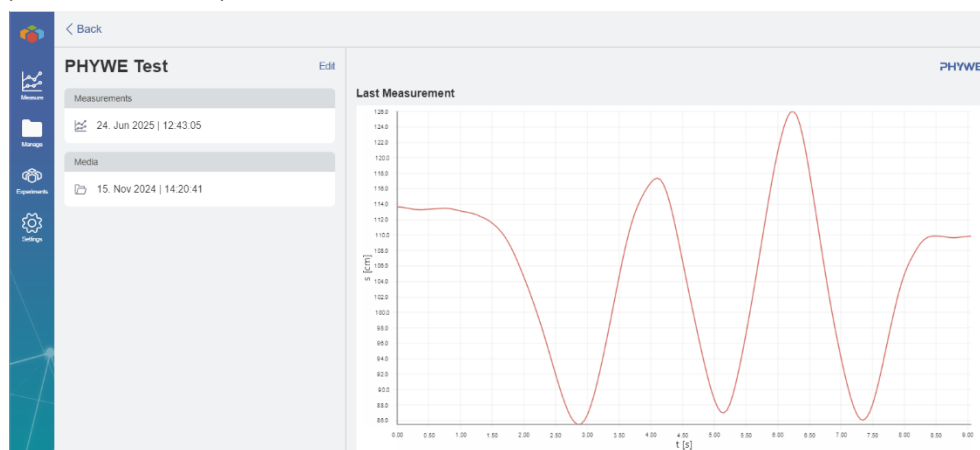 Back
PHYWE Test
Edit
PHYWE
Measure
Manage
Experiments
Settings
Measurements
24. Jun 2025 | 12:43:05
Media
15. Nov 2024 | 14:20:41
Last Measurement
s [cm]
126.0
124.0
122.0
120.0
118.0
116.0
114.0
112.0
110.0
108.0
106.0
104.0
102.0
100.0
98.0
96.0
94.0
92.0
90.0
88.0
86.0
0.00 0.50 1.00 1.50 2.00 2.50 3.00 3.50 4.00 4.50 5.00 5.50 6.00 6.50 7.00 7.50 8.00 8.50 9.00
t [s]